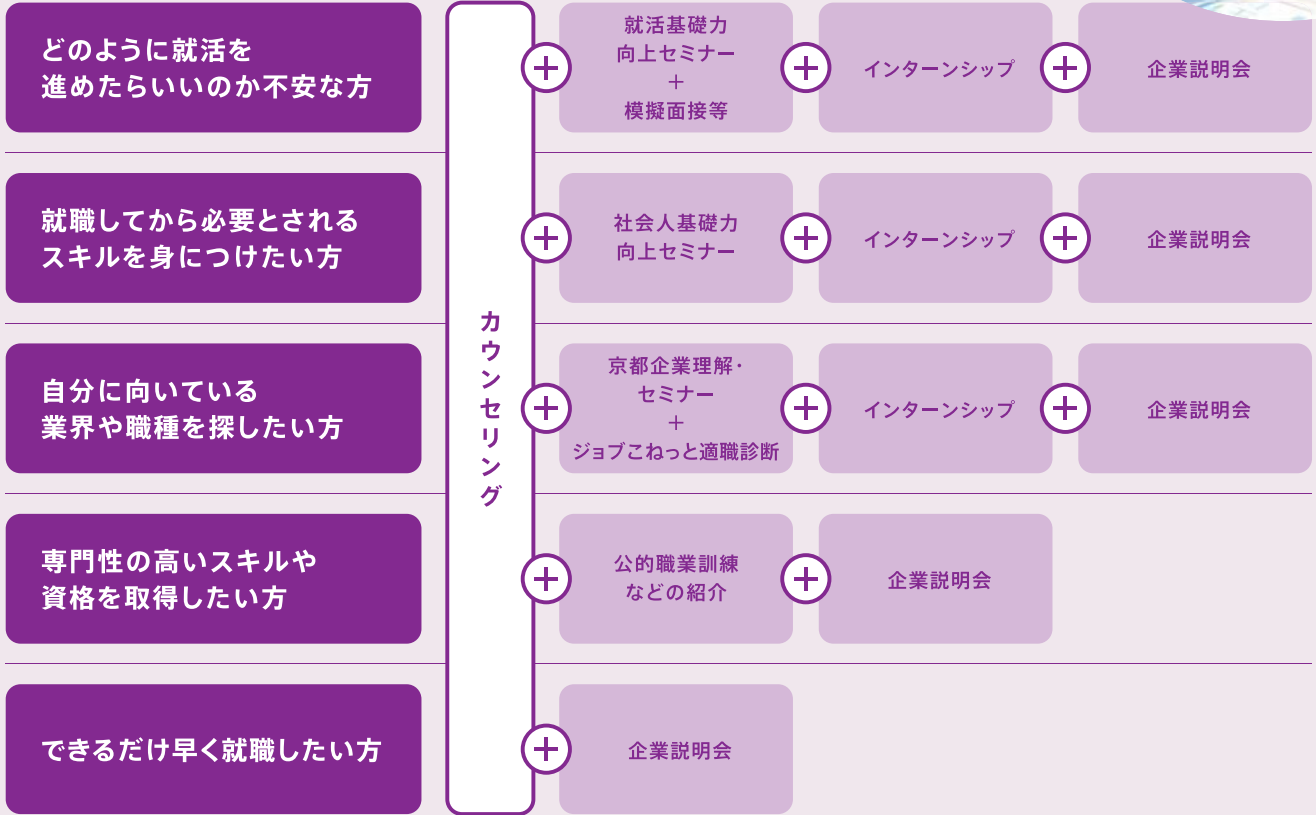 どのように就活を
進めたらいいのか不安な方
就活基礎力
向上セミナー
+
模擬面接等
インターンシップ
企業説明会
就職してから必要とされる
スキルを身につけたい方
社会人基礎力
向上セミナー
インターンシップ
企業説明会
カウンセリング
自分に向いている
業界や職種を探したい方
京都企業理解・
セミナー
+
ジョブこねっと適職診断
インターンシップ
企業説明会
専門性の高いスキルや
資格を取得したい方
公的職業訓練
などの紹介
企業説明会
できるだけ早く就職したい方
企業説明会